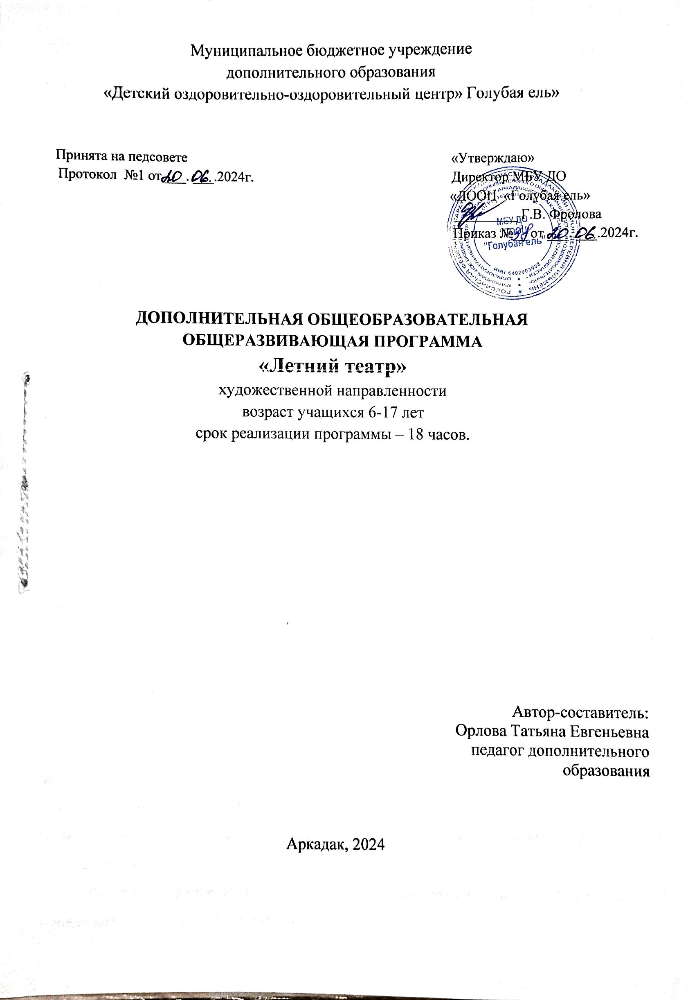 Муниципальное бюджетное учреждение
дополнительного образования
«Детский оздоровительно-оздоровительный центр» Голубая ель»
Принята на педсовете
Протокол №1 от 20.06.2024г.
«Утверждаю»
Директор МБУ ДО
«ДООЦ «Голубая ель»
Г.В. Фролова
Приказ № от 20.06.2024г.
МБУ ДО
"ДООЦ
"Голубая ель"
ИНН 6402003958
ДОПОЛНИТЕЛЬНАЯ ОБЩЕОБРАЗОВАТЕЛЬНАЯ
ОБЩЕРАЗВИВАЮЩАЯ ПРОГРАММА
«Летний театр»
художественной направленности
возраст учащихся 6-17 лет
срок реализации программы – 18 часов.
Автор-составитель:
Орлова Татьяна Евгеньевна
педагог дополнительного
образования
Аркадак, 2024